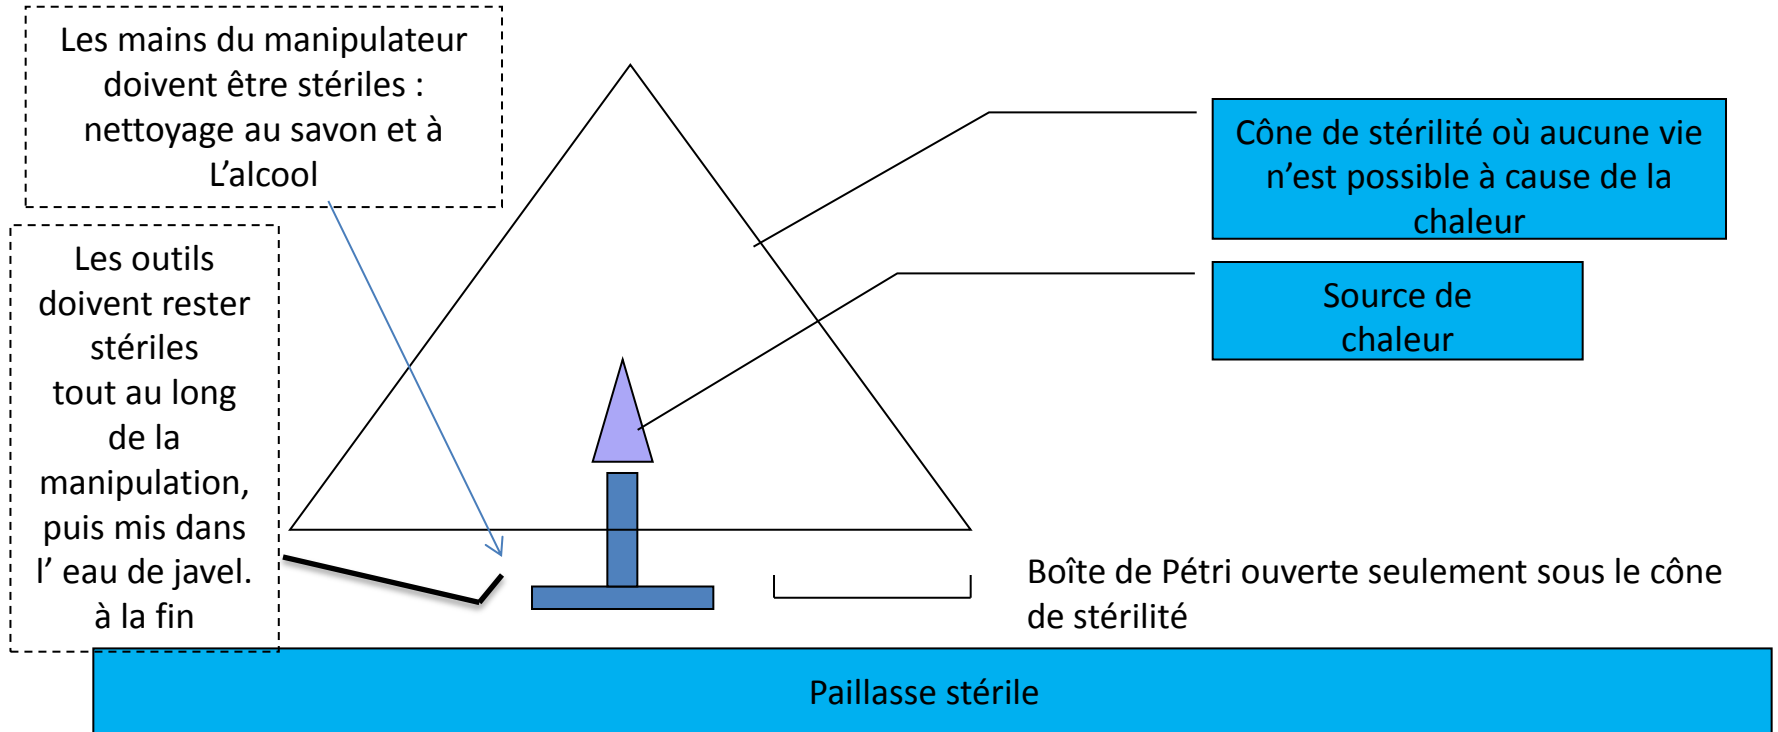 Les mains du manipulateur
doivent être stériles :
nettoyage au savon et à
L’alcool
Les outils
doivent rester
stériles
tout au long
de la
manipulation,
puis mis dans
l’ eau de javel.
à la fin
Cône de stérilité où aucune vie
n’est possible à cause de la
chaleur
Source de
chaleur
Boîte de Pétri ouverte seulement sous le cône
de stérilité
Paillasse stérile